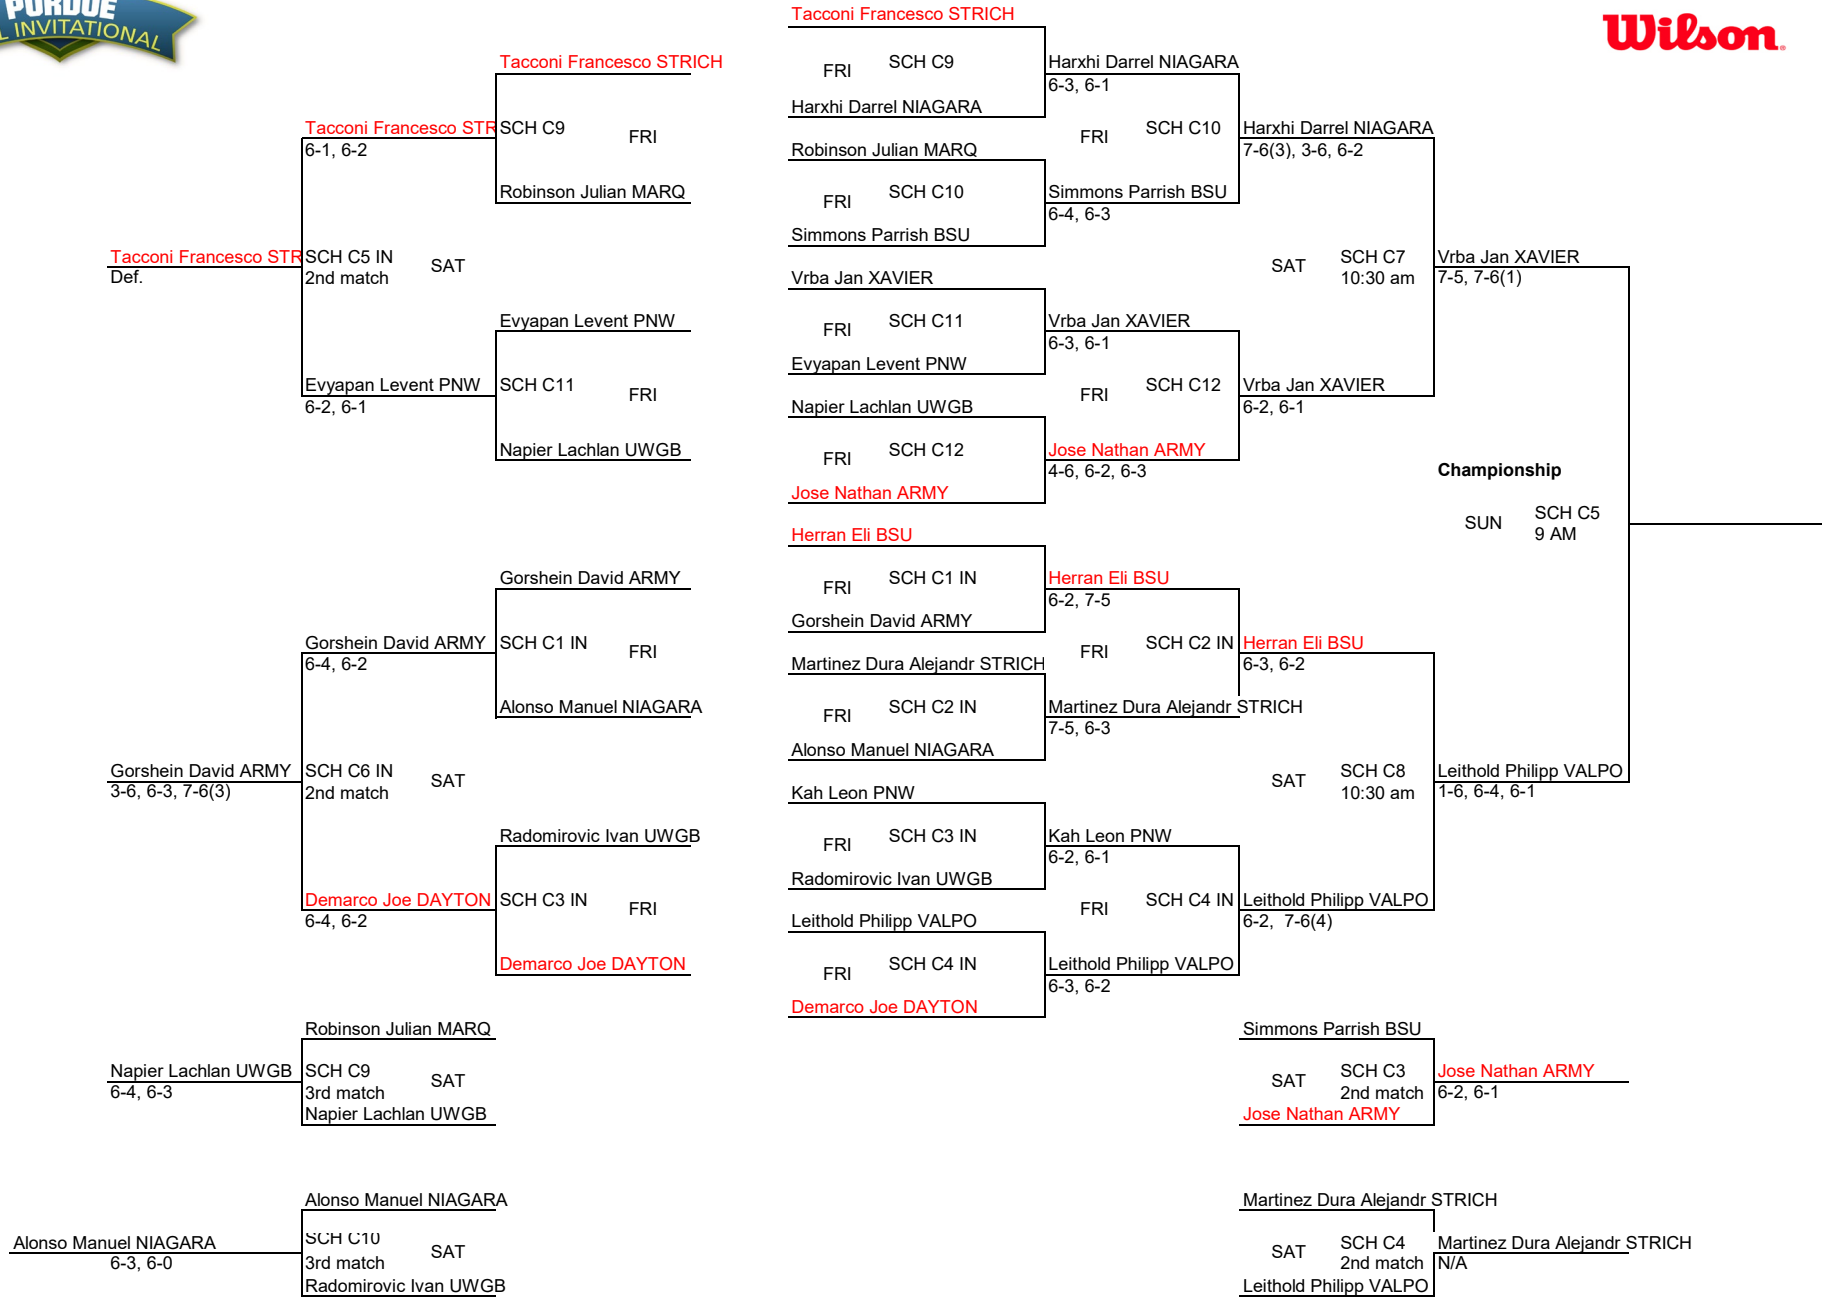 PURDUE
L INVITATIONAL
Wilson.
Tacconi Francesco STRICH
FRI
SCH C9
Harxhi Darrel NIAGARA
Harxhi Darrel NIAGARA
6-3, 6-1
Robinson Julian MARQ
FRI
SCH C10
Simmons Parrish BSU
Simmons Parrish BSU
6-4, 6-3
FRI
SCH C10
Harxhi Darrel NIAGARA
7-6(3), 3-6, 6-2
Vrba Jan XAVIER
FRI
SCH C11
Evyapan Levent PNW
Vrba Jan XAVIER
6-3, 6-1
Napier Lachlan UWGB
FRI
SCH C12
Jose Nathan ARMY
Jose Nathan ARMY
4-6, 6-2, 6-3
FRI
SCH C12
Vrba Jan XAVIER
6-2, 6-1
SAT
SCH C7
10:30 am
Vrba Jan XAVIER
7-5, 7-6(1)
Championship
SUN
SCH C5
9 AM
Herran Eli BSU
FRI
SCH C1 IN
Gorshein David ARMY
Herran Eli BSU
6-2, 7-5
Martinez Dura Alejandr STRICH
FRI
SCH C2 IN
Alonso Manuel NIAGARA
Martinez Dura Alejandr STRICH
7-5, 6-3
FRI
SCH C2 IN
Herran Eli BSU
6-3, 6-2
Kah Leon PNW
FRI
SCH C3 IN
Radomirovic Ivan UWGB
Kah Leon PNW
6-2, 6-1
Leithold Philipp VALPO
FRI
SCH C4 IN
Demarco Joe DAYTON
Leithold Philipp VALPO
6-3, 6-2
FRI
SCH C4 IN
Leithold Philipp VALPO
6-2, 7-6(4)
SAT
SCH C8
10:30 am
Leithold Philipp VALPO
1-6, 6-4, 6-1
Tacconi Francesco STRICH
SCH C9
FRI
Robinson Julian MARQ
Tacconi Francesco STR
6-1, 6-2
Evyapan Levent PNW
SCH C11
FRI
Napier Lachlan UWGB
Evyapan Levent PNW
6-2, 6-1
SCH C5 IN
2nd match
SAT
Tacconi Francesco STR
Def.
Gorshein David ARMY
SCH C1 IN
FRI
Alonso Manuel NIAGARA
Gorshein David ARMY
6-4, 6-2
Radomirovic Ivan UWGB
SCH C3 IN
FRI
Demarco Joe DAYTON
Demarco Joe DAYTON
6-4, 6-2
SCH C6 IN
2nd match
SAT
Gorshein David ARMY
3-6, 6-3, 7-6(3)
Robinson Julian MARQ
SCH C9
3rd match
SAT
Napier Lachlan UWGB
Napier Lachlan UWGB
6-4, 6-3
Simmons Parrish BSU
SAT
SCH C3
2nd match
Jose Nathan ARMY
Jose Nathan ARMY
6-2, 6-1
Alonso Manuel NIAGARA
SCH C10
3rd match
SAT
Radomirovic Ivan UWGB
Alonso Manuel NIAGARA
6-3, 6-0
Martinez Dura Alejandr STRICH
SAT
SCH C4
2nd match
Leithold Philipp VALPO
Martinez Dura Alejandr STRICH
N/A